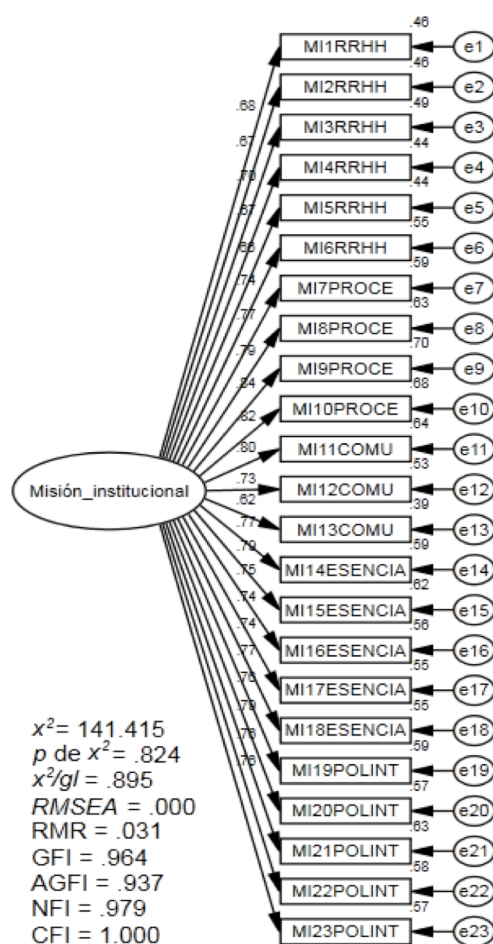 .46
MI1RRHH e1
.46
MI2RRHH e2
.49
MI3RRHH e3
.44
MI4RRHH e4
.44
MI5RRHH e5
.55
MI6RRHH e6
.59
MI7PROCE e7
.63
MI8PROCE e8
.70
MI9PROCE e9
.68
MI10PROCE e10
.64
MI11COMU e11
.53
MI12COMU e12
.39
MI13COMU e13
.59
MI14ESENCIA e14
.62
MI15ESENCIA e15
.56
MI16ESENCIA e16
.55
MI17ESENCIA e17
.55
MI18ESENCIA e18
.59
MI19POLINT e19
.57
MI20POLINT e20
.63
MI21POLINT e21
.58
MI22POLINT e22
.57
MI23POLINT e23
.68
.67
.70
.67
.66
.74
.77
.79
.84
.82
.80
.73
.62
.77
.79
.75
.74
.74
.77
.76
.79
.76
Misión_institucional
x²= 141.415
p de x²= .824
x²/gl = .895
RMSEA = .000
RMR = .031
GFI = .964
AGFI = .937
NFI = .979
CFI = 1.000